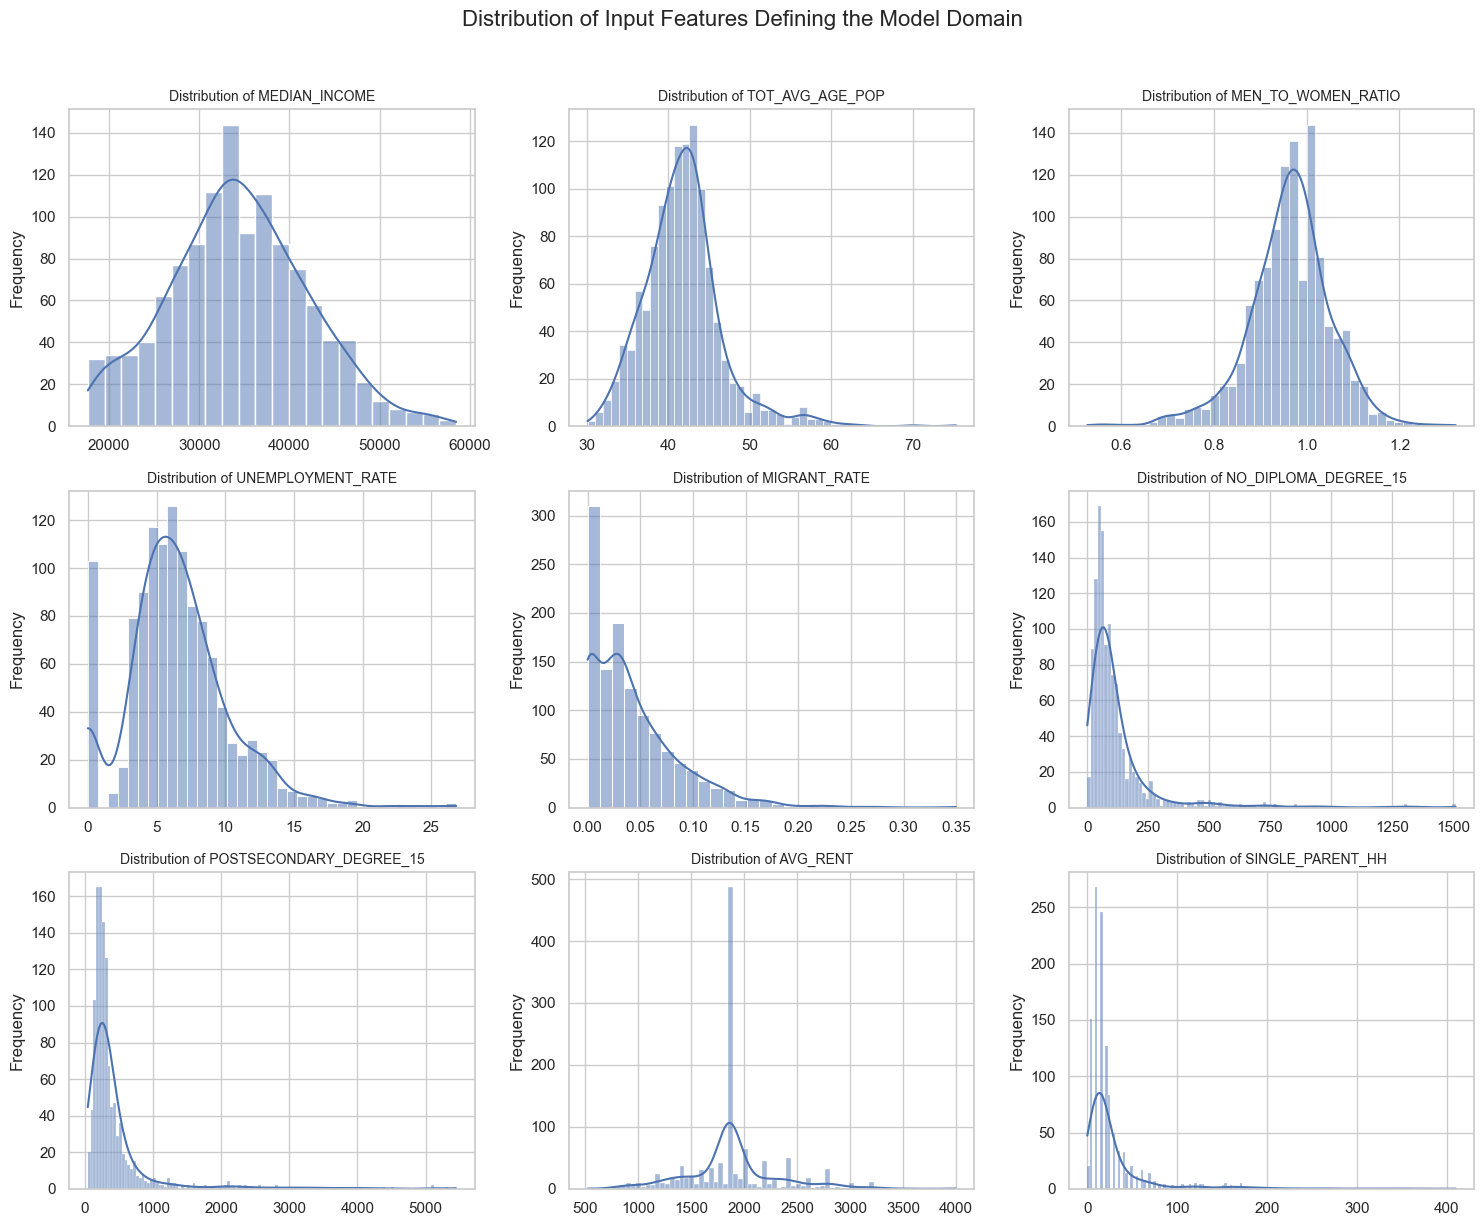 Distribution of Input Features Defining the Model Domain
Distribution of MEDIAN_INCOME
Frequency
140
120
100
80
60
40
20
0
20000 30000 40000 50000 60000
Distribution of TOT_AVG_AGE_POP
Frequency
120
100
80
60
40
20
0
30 40 50 60 70
Distribution of MEN_TO_WOMEN_RATIO
Frequency
140
120
100
80
60
40
20
0
0.6 0.8 1.0 1.2
Distribution of UNEMPLOYMENT_RATE
Frequency
120
100
80
60
40
20
0
0 5 10 15 20 25
Distribution of MIGRANT_RATE
Frequency
300
250
200
150
100
50
0
0.00 0.05 0.10 0.15 0.20 0.25 0.30 0.35
Distribution of NO_DIPLOMA_DEGREE_15
Frequency
160
140
120
100
80
60
40
20
0
0 250 500 750 1000 1250 1500
Distribution of POSTSECONDARY_DEGREE_15
Frequency
160
140
120
100
80
60
40
20
0
0 1000 2000 3000 4000 5000
Distribution of AVG_RENT
Frequency
500
400
300
200
100
0
500 1000 1500 2000 2500 3000 3500 4000
Distribution of SINGLE_PARENT_HH
Frequency
250
200
150
100
50
0
0 100 200 300 400